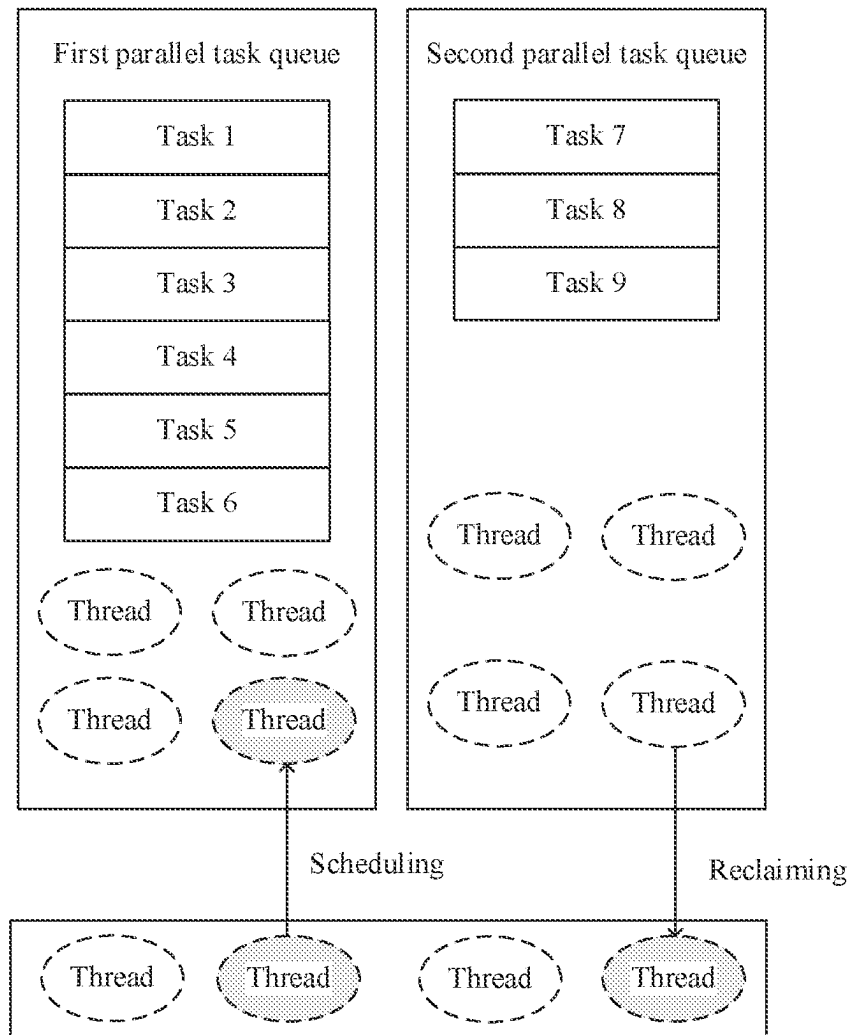 First parallel task queue
Task 1
Task 2
Task 3
Task 4
Task 5
Task 6
Thread Thread
Thread Thread
Second parallel task queue
Task 7
Task 8
Task 9
Thread Thread
Thread Thread
Scheduling
Reclaiming
Thread Thread Thread Thread